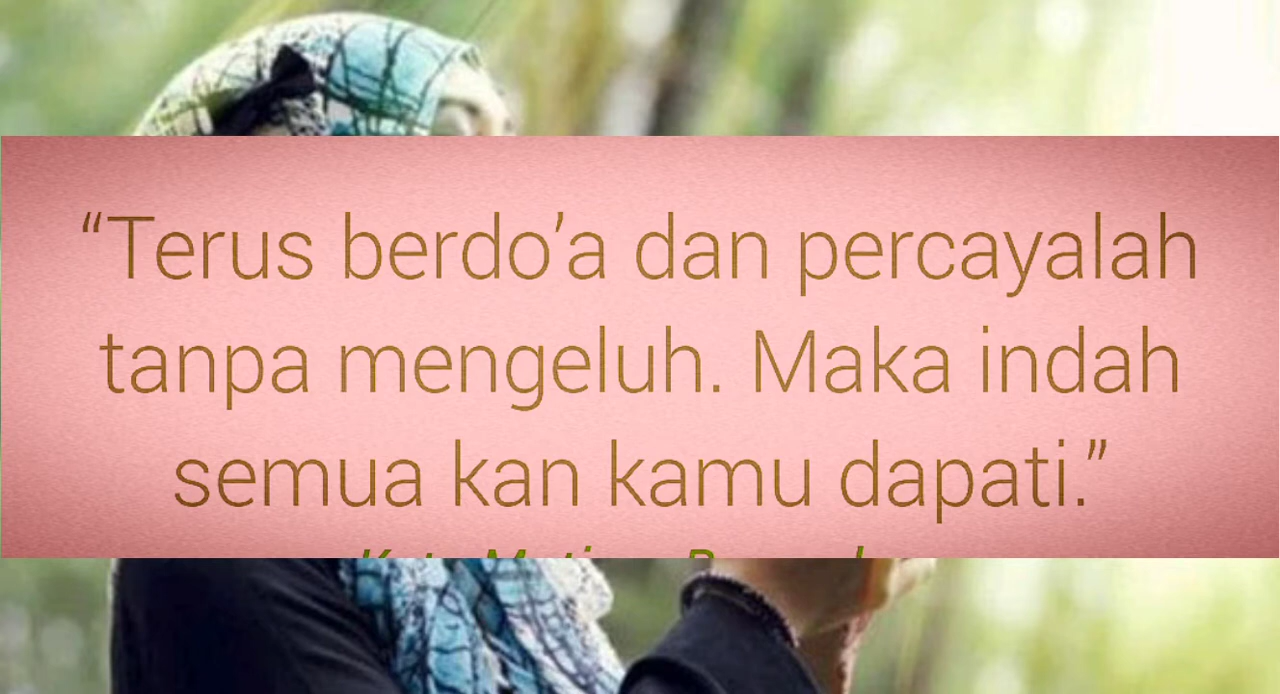 “Terus berdo’a dan percayalah
tanpa mengeluh. Maka indah
semua kan kamu dapati.”